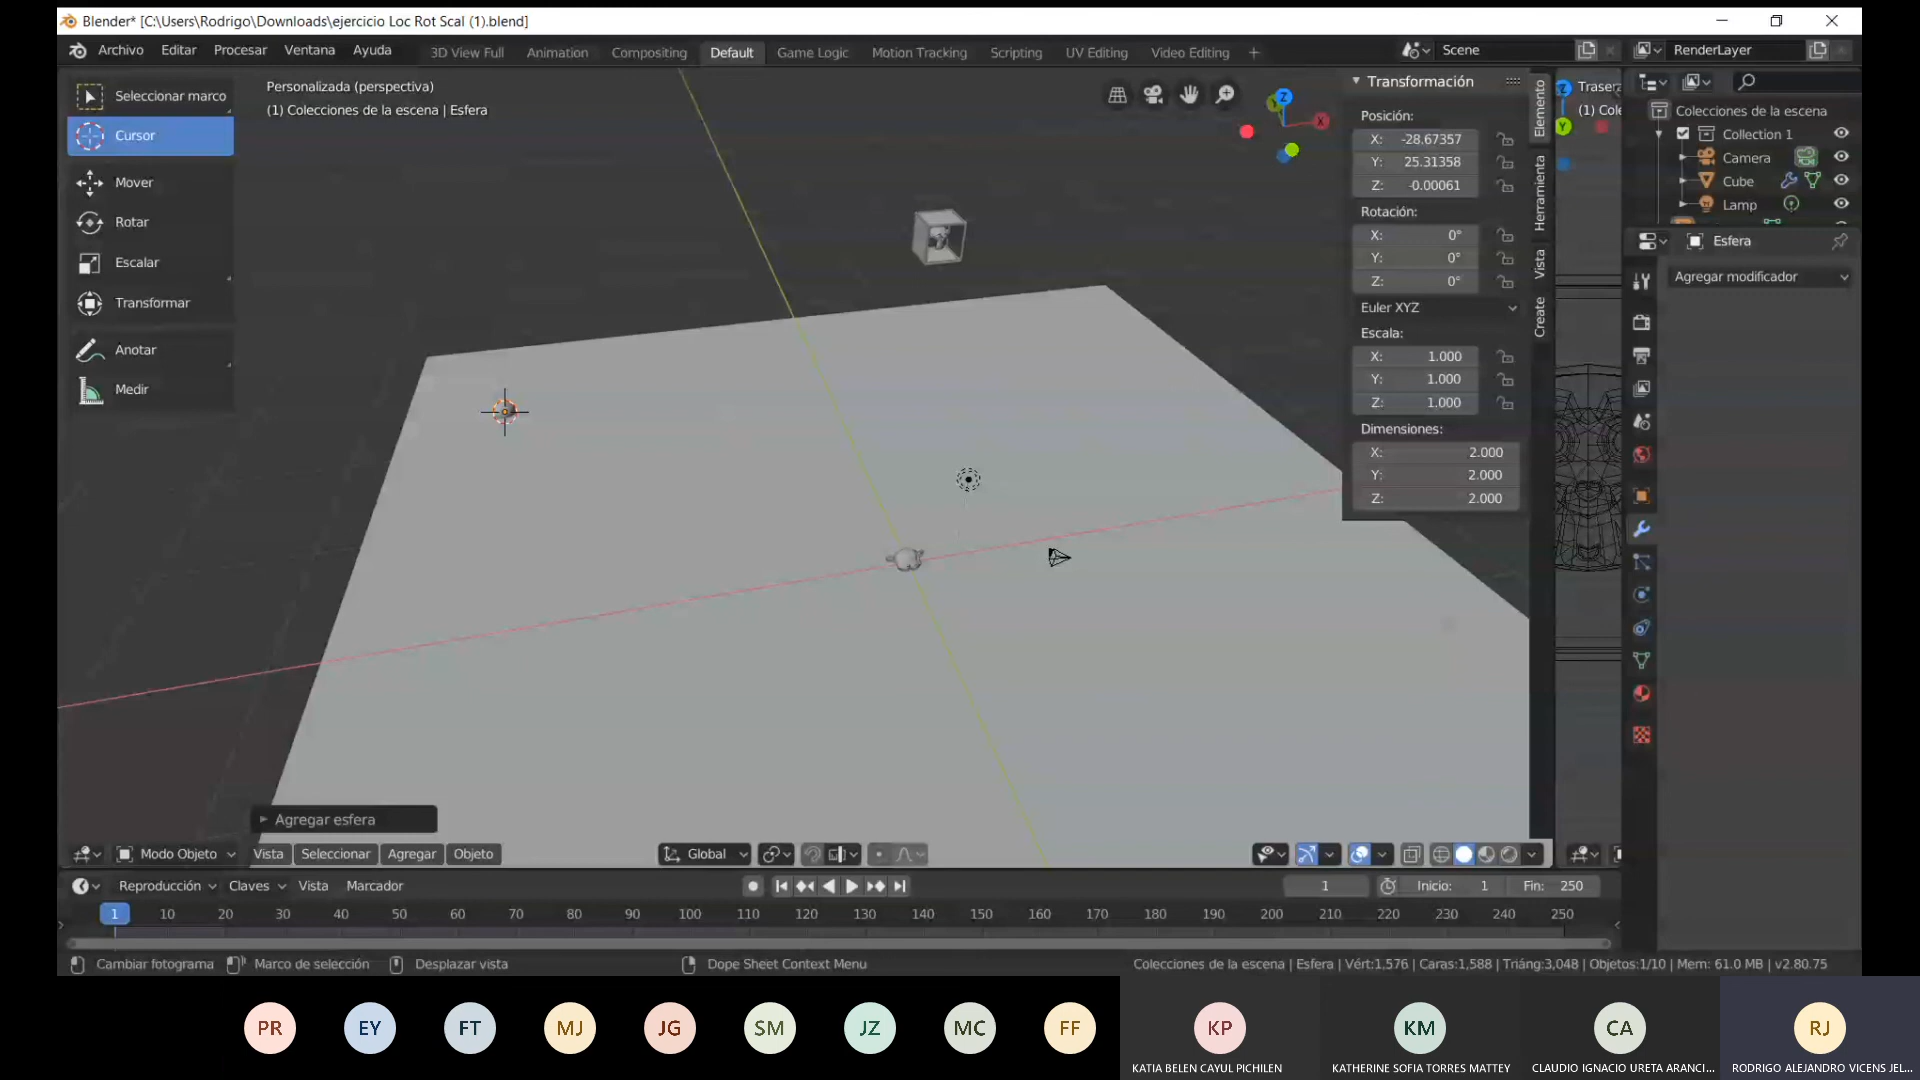 Blender* [C:\Users\Rodrigo\Downloads\ejercicio Loc Rot Scal (1).blend]
Archivo Editar Procesar Ventana Ayuda
3D View Full Animation Compositing Default Game Logic Motion Tracking Scripting UV Editing Video Editing +
Scene
RenderLayer
Seleccionar marco
Cursor
Mover
Rotar
Escalar
Transformar
Anotar
Medir
Personalizada (perspectiva)
(1) Colecciones de la escena | Esfera
Z
Y
X
Transformación
Posición:
X: -28.67357
Y: 25.31358
Z: -0.00061
Rotación:
X: 0°
Y: 0°
Z: 0°
Euler XYZ
Escala:
X: 1.000
Y: 1.000
Z: 1.000
Dimensiones:
X: 2.000
Y: 2.000
Z: 2.000
Elemento
Herramienta
Vista
Create
Trasera
(1) Cole
Z
Y
Colecciones de la escena
Collection 1
Camera
Cube
Lamp
Esfera
Agregar modificador
Agregar esfera
Modo Objeto Vista Seleccionar Agregar Objeto
Global
Reproducción Claves Vista Marcador
1
Inicio: 1
Fin: 250
1 10 20 30 40 50 60 70 80 90 100 110 120 130 140 150 160 170 180 190 200 210 220 230 240 250
Cambiar fotograma Marco de selección Desplazar vista Dope Sheet Context Menu
Colecciones de la escena | Esfera | Vért:1,576 | Caras:1,588 | Triáng:3,048 | Objetos:1/10 | Mem: 61.0 MB | v2.80.75
PR EY FT MJ JG SM JZ MC FF KP KM CA RJ
KATIA BELEN CAYUL PICHILEN
KATHERINE SOFIA TORRES MATTEY
CLAUDIO IGNACIO URETA ARANCI...
RODRIGO ALEJANDRO VICENS JEL...